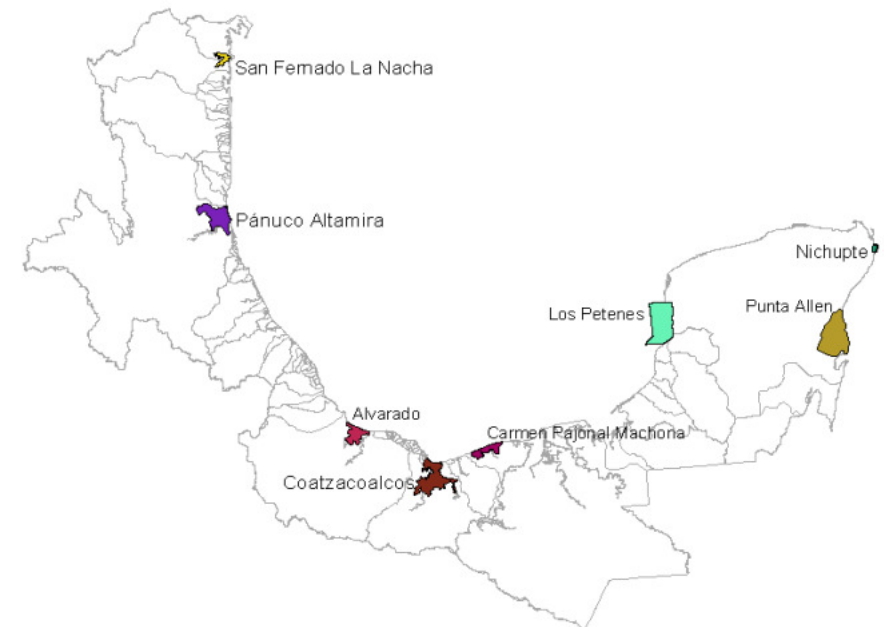 San Fernado La Nacha
Pánuco Altamira
Nichupte
Punta Allen
Los Petenes
Alvarado
Carmen Pajonal Machona
Coatzacoalcos